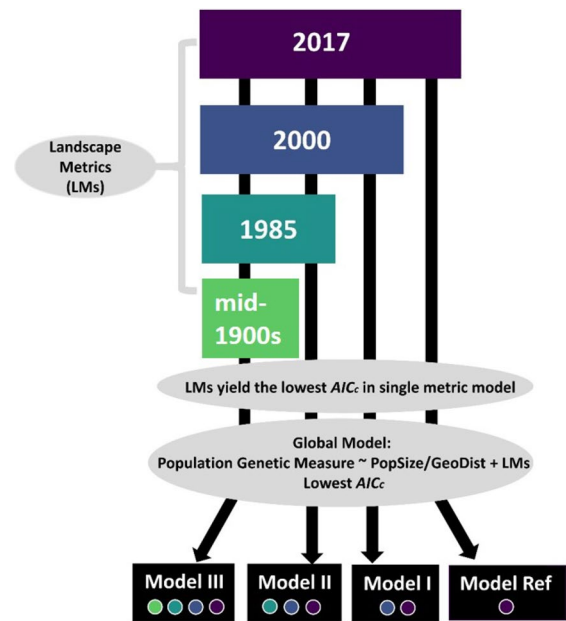 2017
2000
Landscape
Metrics
(LMs)
1985
mid-
1900s
LMs yield the lowest AICc in single metric model
Global Model:
Population Genetic Measure ~ PopSize/GeoDist + LMs
Lowest AICc
Model III
Model II
Model I
Model Ref